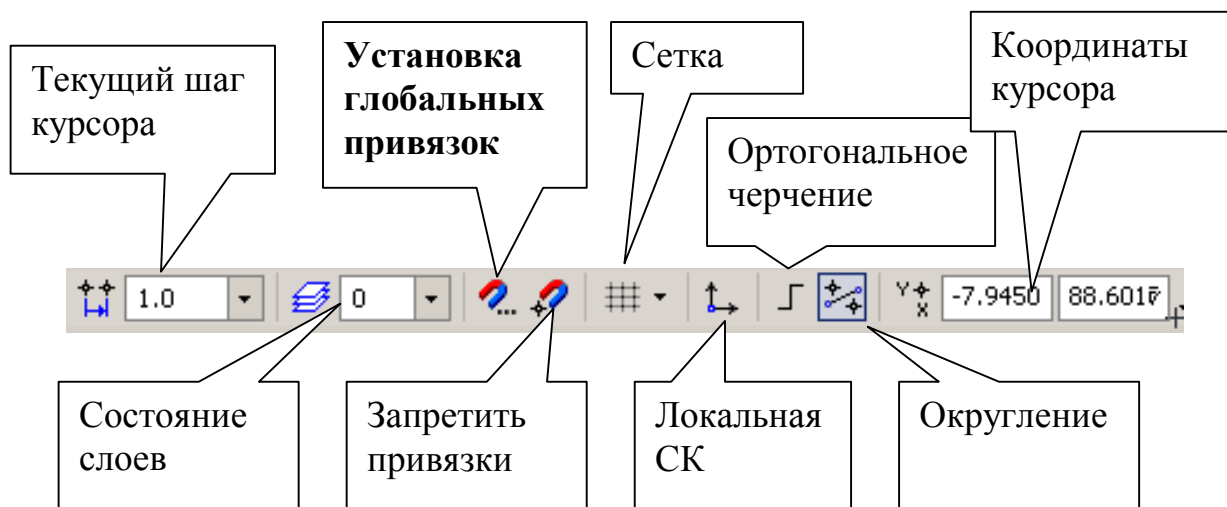 Текущий шаг
курсора
Установка
глобальных
привязок
Сетка
Ортогональное
черчение
Координаты
курсора
1.0
0
Y
X
-7.9450
88.601
Состояние
слоев
Запретить
привязки
Локальная
СК
Округление